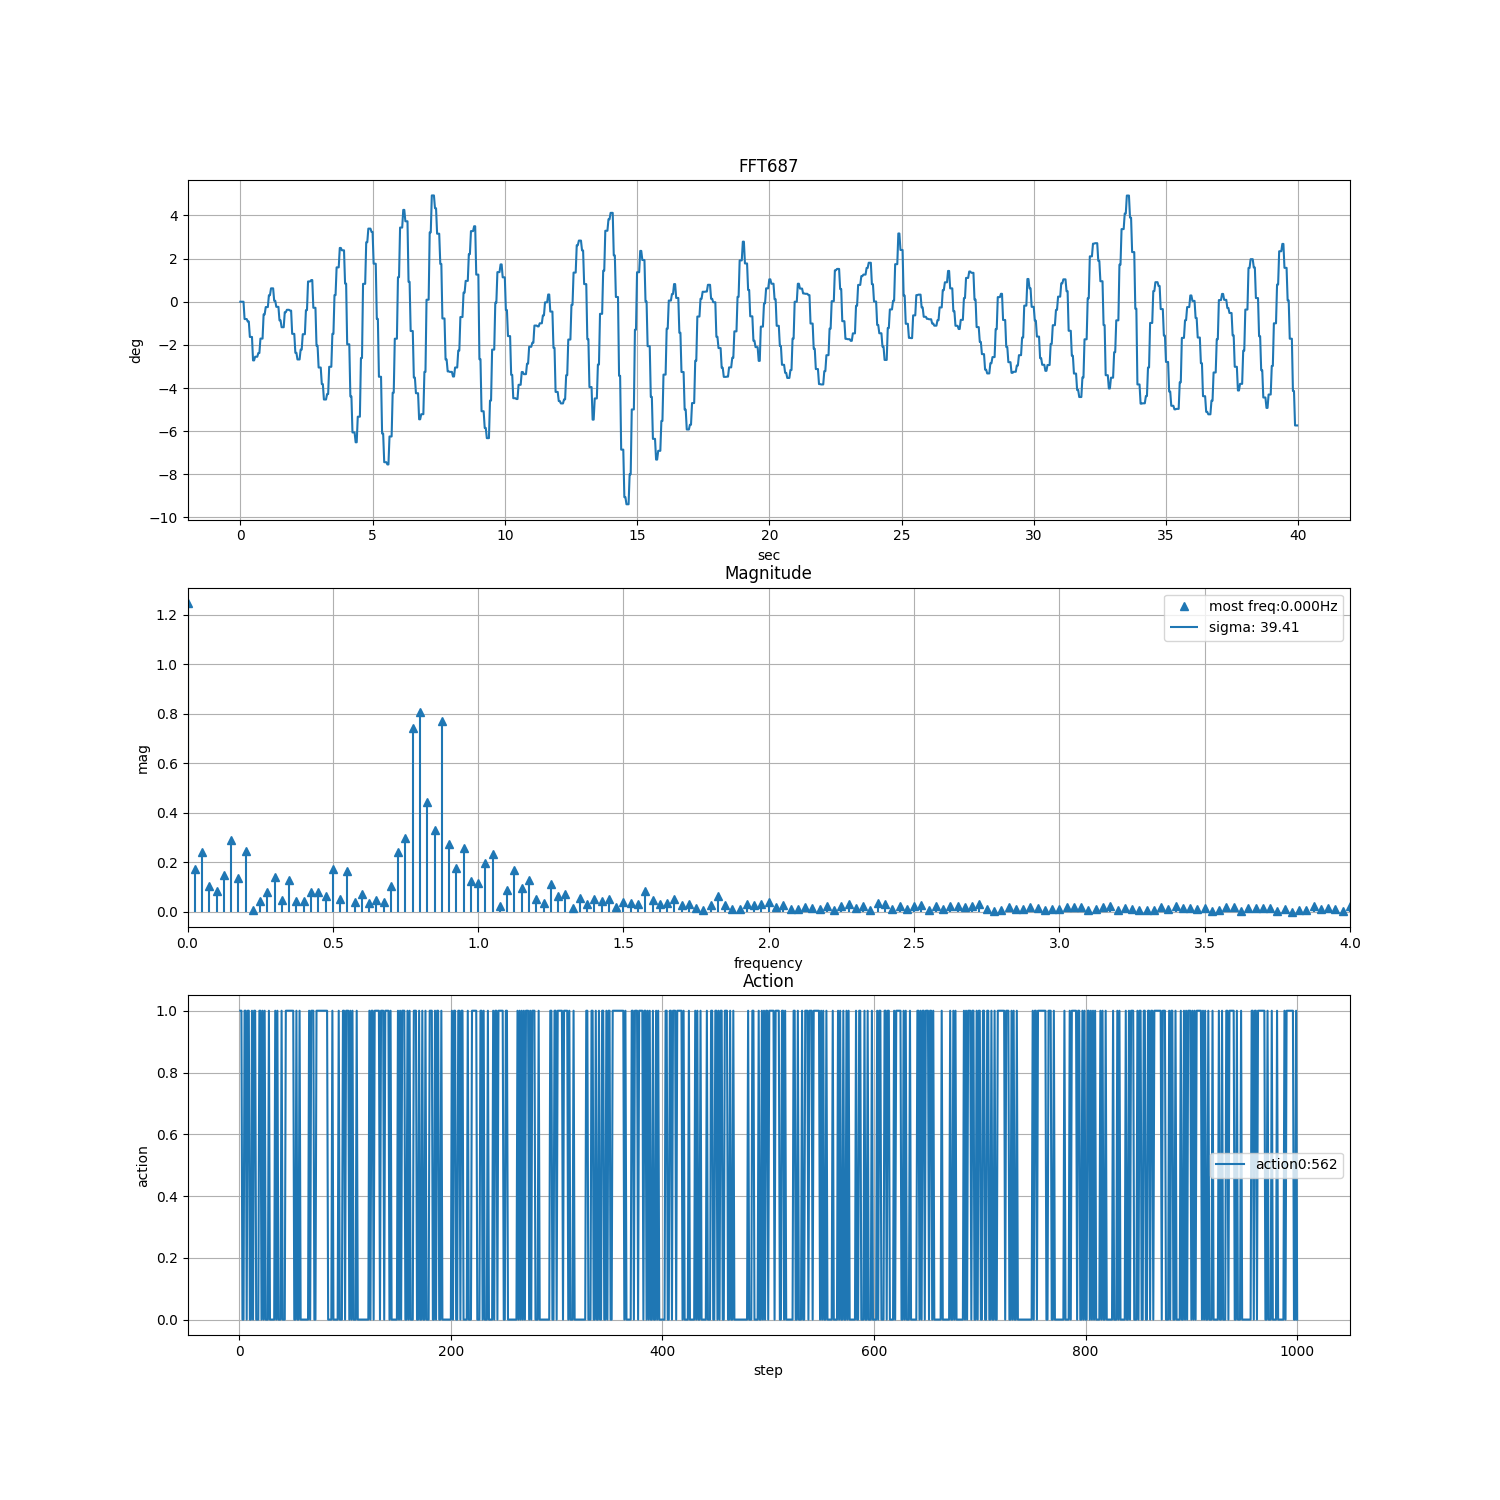 FFT687
4
2
0
−2
−4
−6
−8
−10
deg
0 5 10 15 20 25 30 35 40
sec
Magnitude
1.2
1.0
0.8
0.6
0.4
0.2
0.0
mag
most freq:0.000Hz
sigma: 39.41
0.0 0.5 1.0 1.5 2.0 2.5 3.0 3.5 4.0
frequency
Action
1.0
0.8
0.6
0.4
0.2
0.0
action
action0:562
0 200 400 600 800 1000
step